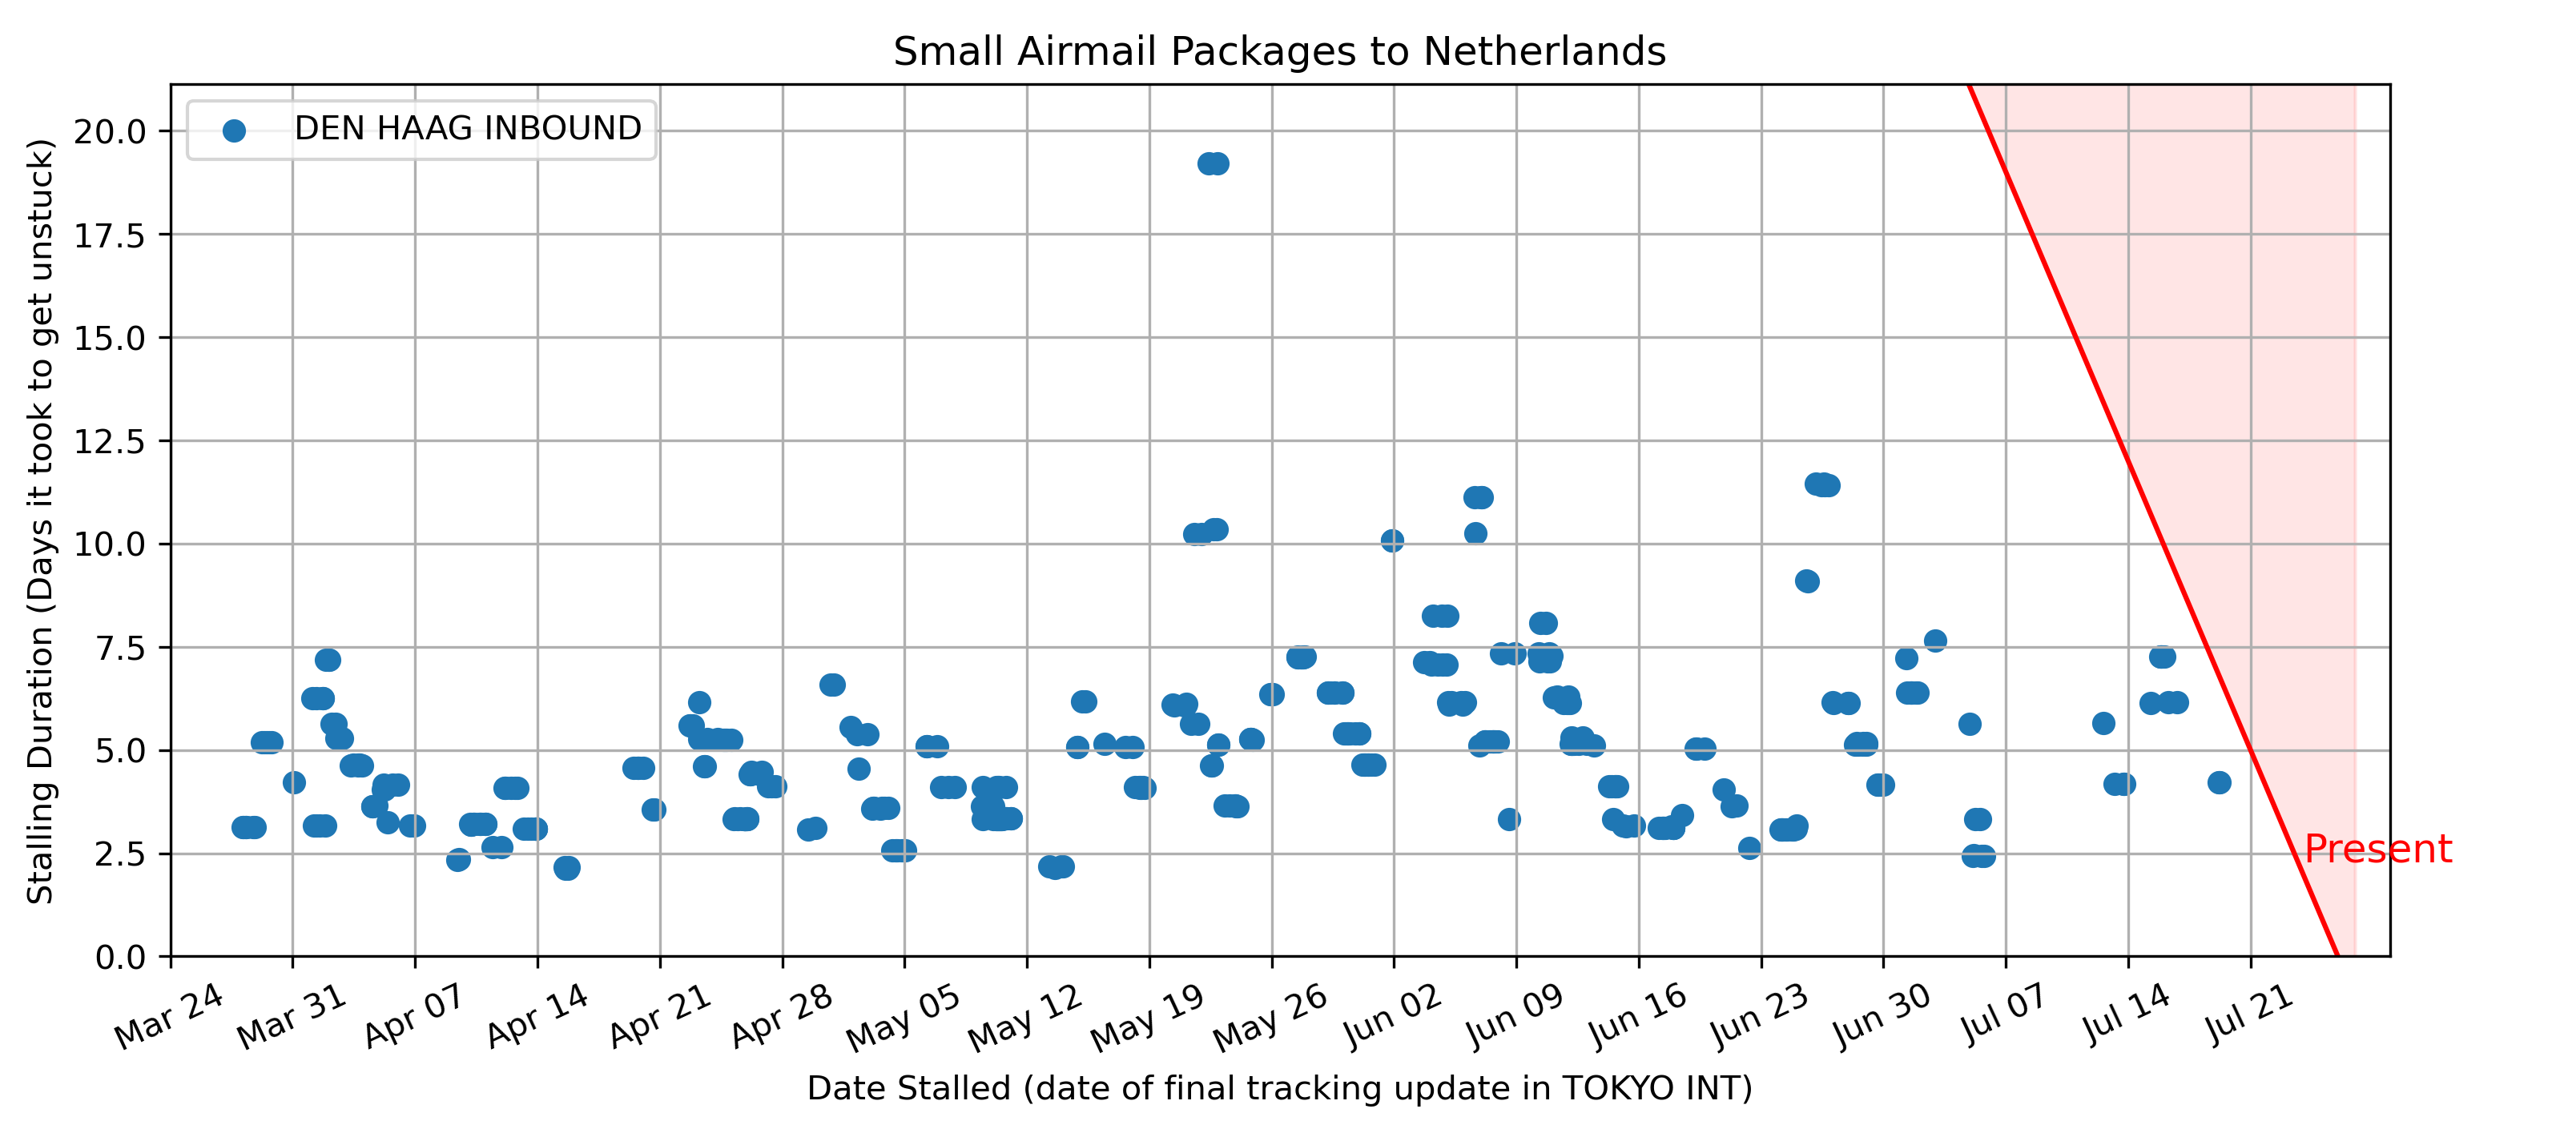 Small Airmail Packages to Netherlands
DEN HAAG INBOUND
Stalling Duration (Days it took to get unstuck)
20.0
17.5
15.0
12.5
10.0
7.5
5.0
2.5
0.0
Present
Mar 24
Mar 31
Apr 07
Apr 14
Apr 21
Apr 28
May 05
May 12
May 19
May 26
Jun 02
Jun 09
Jun 16
Jun 23
Jun 30
Jul 07
Jul 14
Jul 21
Date Stalled (date of final tracking update in TOKYO INT)